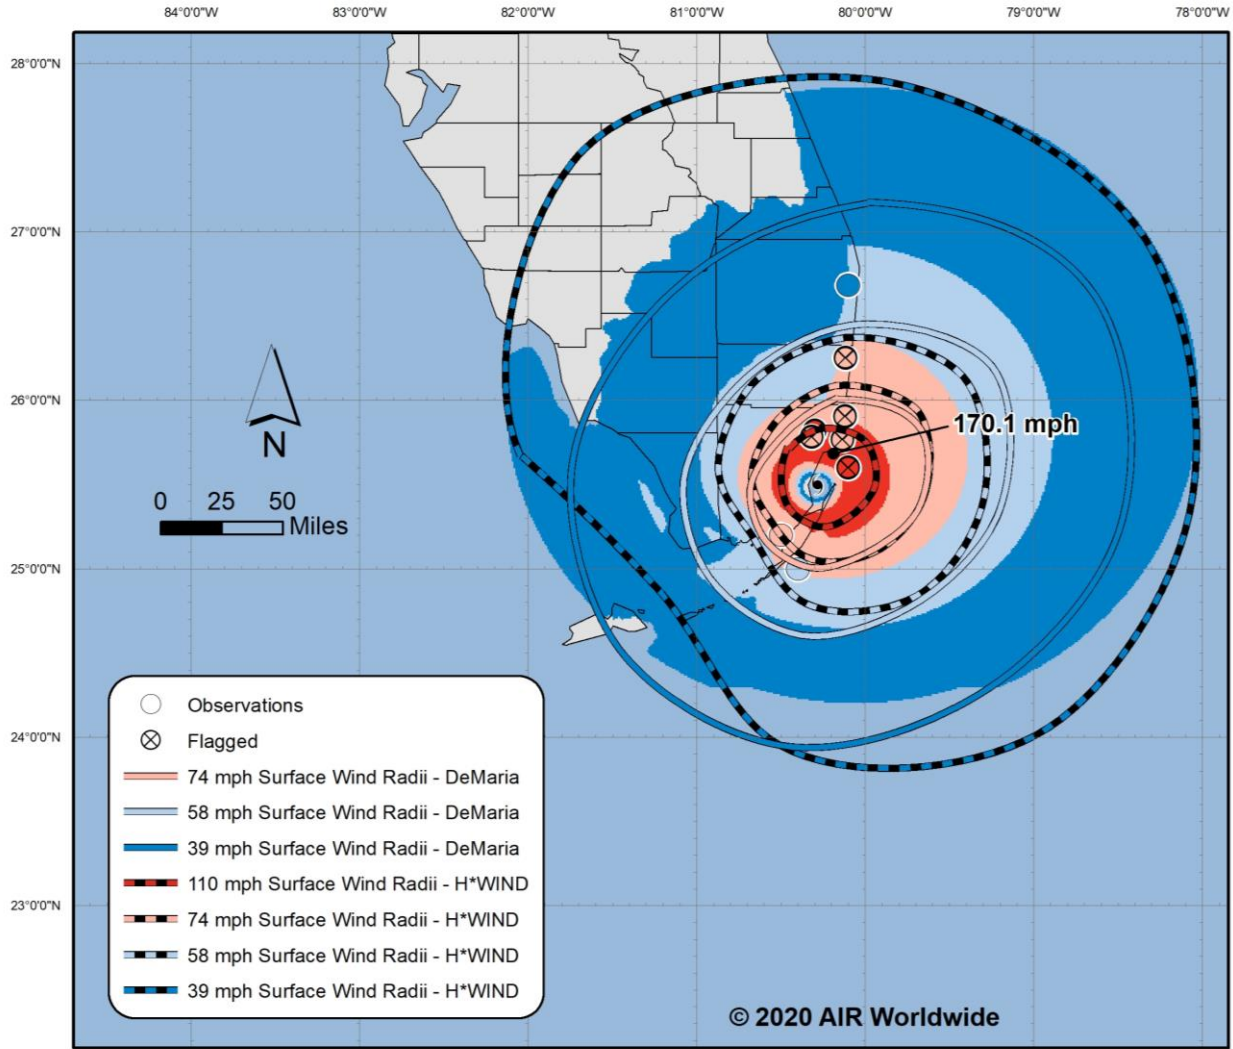 84°0'0"W 83°0'0"W 82°0'0"W 81°0'0"W 80°0'0"W 79°0'0"W 78°0'0"W
28°0'0"N
27°0'0"N
26°0'0"N
170.1 mph
N
0 25 50
Miles
25°0'0"N
24°0'0"N
23°0'0"N
Observations
Flagged
74 mph Surface Wind Radii - DeMaria
58 mph Surface Wind Radii - DeMaria
39 mph Surface Wind Radii - DeMaria
110 mph Surface Wind Radii - H*WIND
74 mph Surface Wind Radii - H*WIND
58 mph Surface Wind Radii - H*WIND
39 mph Surface Wind Radii - H*WIND
© 2020 AIR Worldwide